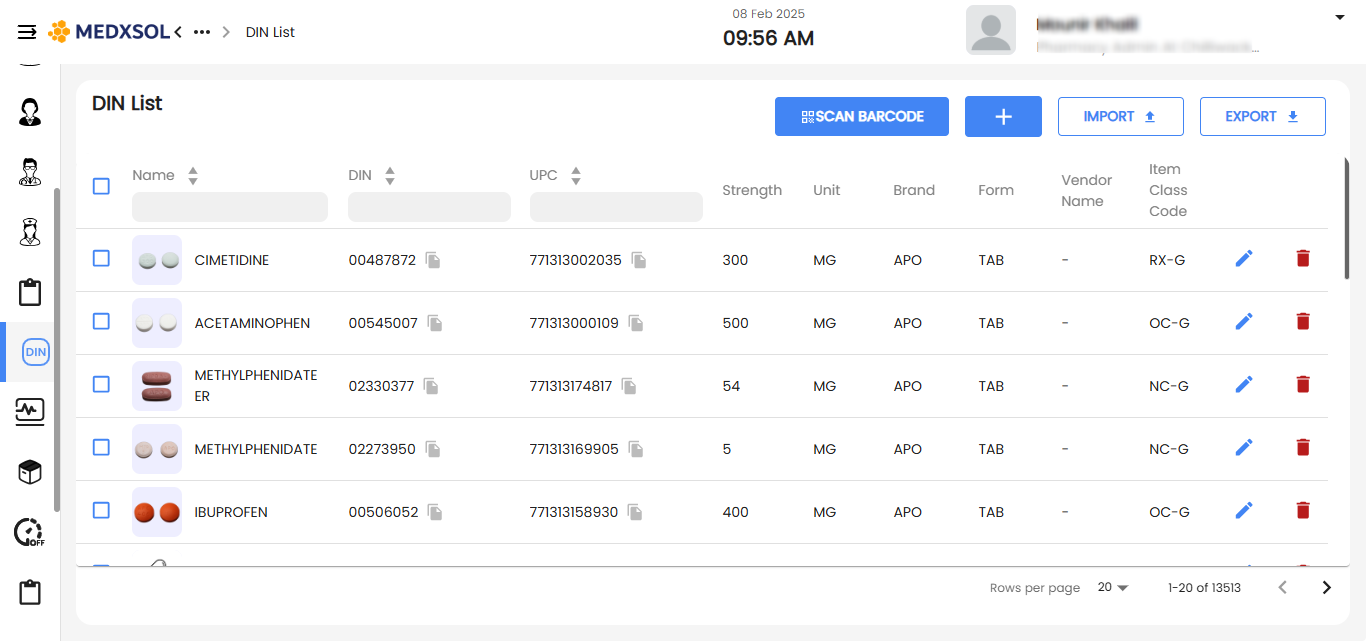 MEDXSOL
DIN List
08 Feb 2025
09:56 AM
DIN List
SCAN BARCODE
+
IMPORT
EXPORT
Name
DIN
UPC
Strength
Unit
Brand
Form
Vendor
Name
Item
Class
Code
CIMETIDINE 00487872 771313002035 300 MG APO TAB - RX-G
ACETAMINOPHEN 00545007 771313000109 500 MG APO TAB - OC-G
METHYLPHENIDATE
ER 02330377 771313174817 54 MG APO TAB - NC-G
METHYLPHENIDATE 02273950 771313169905 5 MG APO TAB - NC-G
IBUPROFEN 00506052 771313158930 400 MG APO TAB - OC-G
DIN
OFF
Rows per page 20 1-20 of 13513